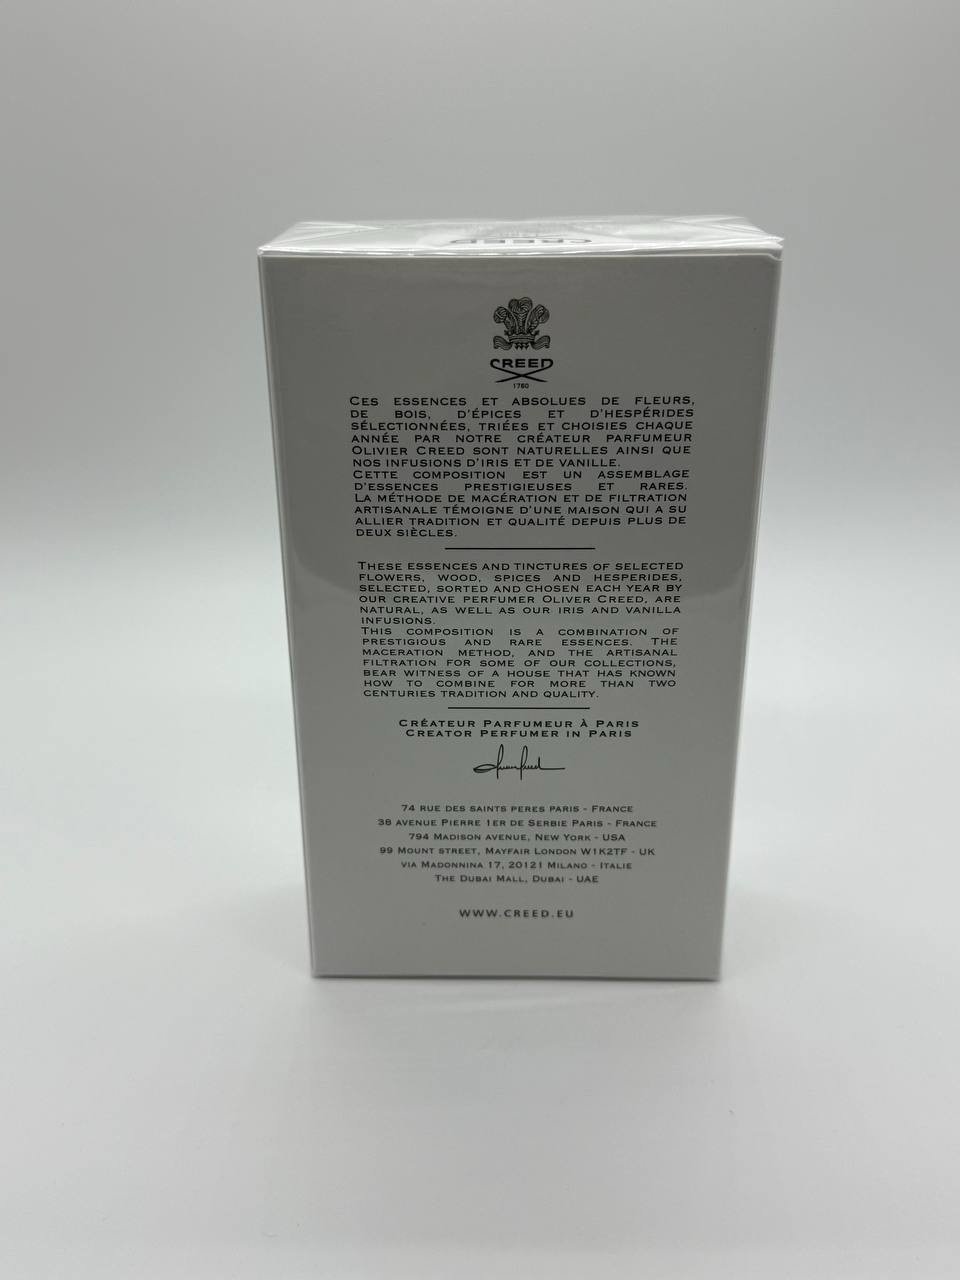 CREED
CREED
1760
CES ESSENCES ET ABSOLUES DE FLEURS,
DE BOIS, D'ÉPICES ET D'HESPÉRIDES
SÉLECTIONNÉES, TRIÉES ET CHOISIES CHAQUE
ANNÉE PAR NOTRE CRÉATEUR PARFUMEUR
OLIVIER CREED SONT NATURELLES AINSI QUE
NOS INFUSIONS D'IRIS ET DE VANILLE.
CETTE COMPOSITION EST UN ASSEMBLAGE
D'ESSENCES PRESTIGIEUSES ET RARES.
LA MÉTHODE DE MACÉRATION ET DE FILTRATION
ARTISANALE TÉMOIGNE D'UNE MAISON QUI A SU
ALLIER TRADITION ET QUALITÉ DEPUIS PLUS DE
DEUX SIÈCLES.
THESE ESSENCES AND TINCTURES OF SELECTED
FLOWERS, WOOD, SPICES AND HESPERIDES,
SELECTED, SORTED AND CHOSEN EACH YEAR BY
OUR CREATIVE PERFUMER OLIVER CREED, ARE
NATURAL, AS WELL AS OUR IRIS AND VANILLA
INFUSIONS.
THIS COMPOSITION IS A COMBINATION OF
PRESTIGIOUS AND RARE ESSENCES. THE
MACERATION METHOD, AND THE ARTISANAL
FILTRATION FOR SOME OF OUR COLLECTIONS,
BEAR WITNESS OF A HOUSE THAT HAS KNOWN
HOW TO COMBINE FOR MORE THAN TWO
CENTURIES TRADITION AND QUALITY.
CRÉATEUR PARFUMEUR À PARIS
CREATOR PERFUMER IN PARIS
74 RUE DES SAINTS PERES PARIS - FRANCE
38 AVENUE PIERRE 1ER DE SERBIE PARIS - FRANCE
794 MADISON AVENUE, NEW YORK - USA
99 MOUNT STREET, MAYFAIR LONDON W1K2TF - UK
VIA MADONNINA 17, 20121 MILANO - ITALIE
THE DUBAI MALL, DUBAI - UAE
WWW.CREED.EU